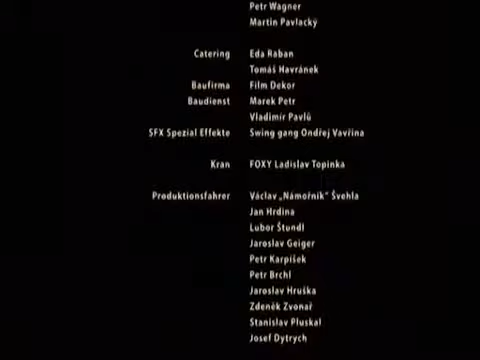 Petr Wagner
Martin Pavlacký
Catering Eda Raban
Tomáš Havránek
Baufirma Film Dekor
Baudienst Marek Petr
Vladimír Pavlů
SFX Spezial Effekte Swing gang Ondřej Vavřina
Kran FOXY Ladislav Topinka
Produktionsfahrer Václav „Námořník“ Švehla
Jan Hrdina
Lubor Štundl
Jaroslav Geiger
Petr Karpíšek
Petr Brchl
Jaroslav Hruška
Zdeněk Zvonař
Stanislav Pluskal
Josef Dytrych